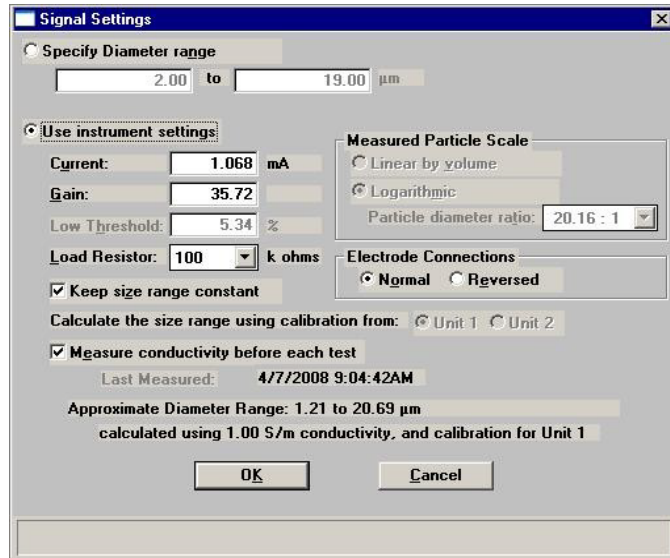 Signal Settings
Specify Diameter range
2.00 to 19.00 µm
Use instrument settings
Current: 1.068 mA
Gain: 35.72
Low Threshold: 5.34 %
Load Resistor: 100 k ohms
Keep size range constant
Measured Particle Scale
Linear by volume
Logarithmic
Particle diameter ratio: 20.16 : 1
Electrode Connections
Normal Reversed
Calculate the size range using calibration from: Unit 1 Unit 2
Measure conductivity before each test
Last Measured: 4/7/2008 9:04:42AM
Approximate Diameter Range: 1.21 to 20.69 µm
calculated using 1.00 S/m conductivity, and calibration for Unit 1
OK Cancel